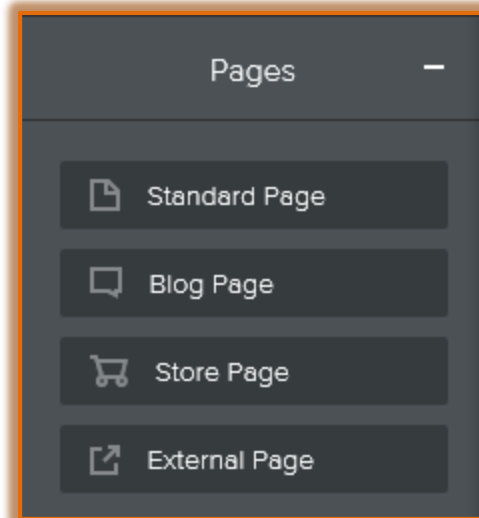 Pages
Standard Page
Blog Page
Store Page
External Page